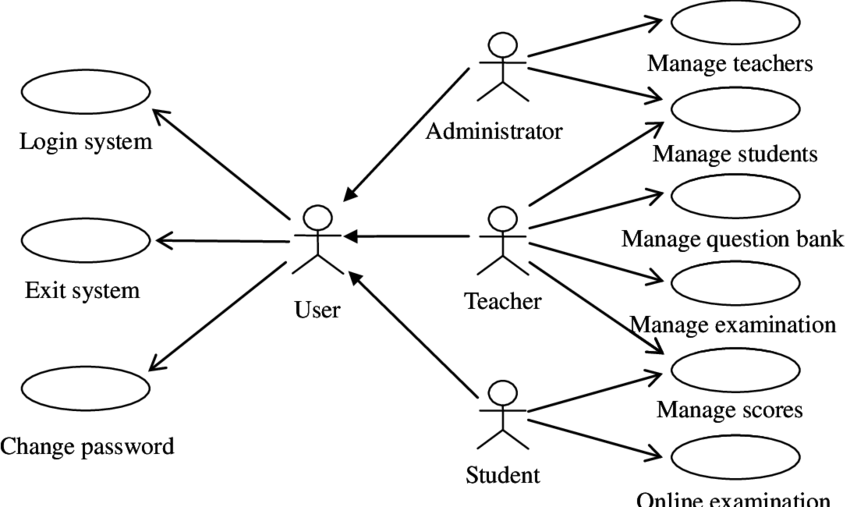 Manage teachers
Administrator
Login system
Manage students
Manage question bank
Exit system
User
Teacher
Manage examination
Manage scores
Change password
Student
Online examination